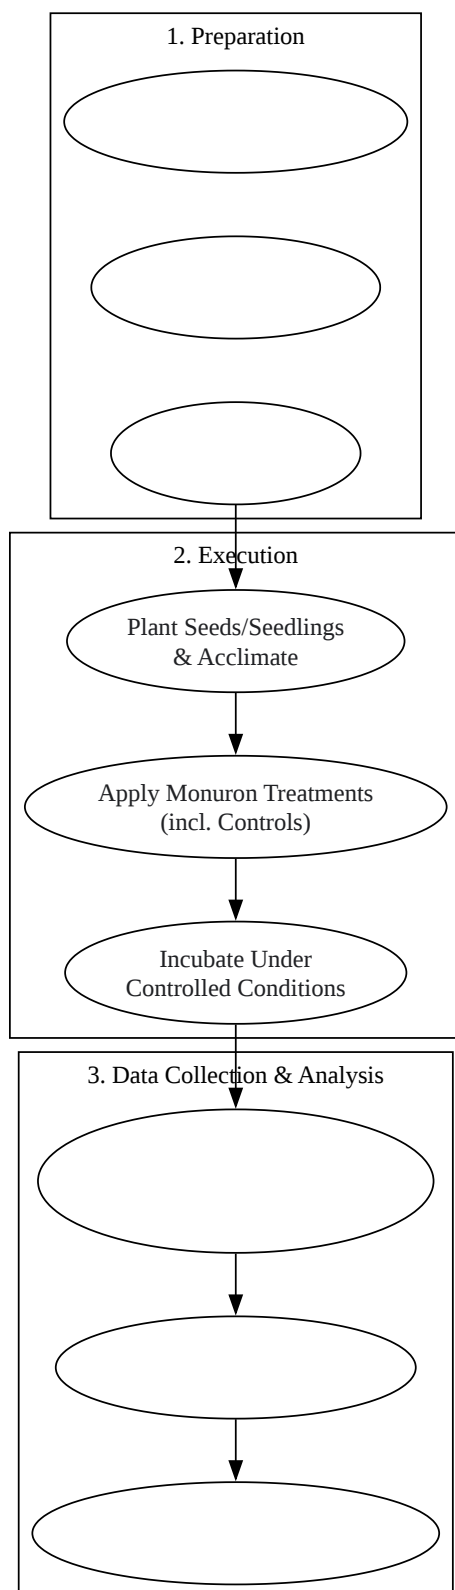 1. Preparation
2. Execution
Plant Seeds/Seedlings
& Acclimate
Apply Monuron Treatments
(incl. Controls)
Incubate Under
Controlled Conditions
3. Data Collection & Analysis